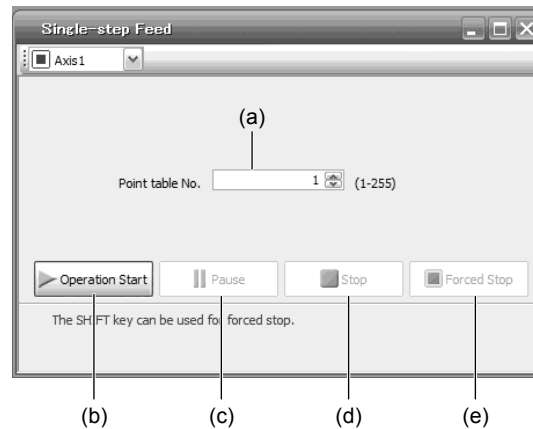 Single-step Feed
Axis1
(a)
Point table No. 1 (1-255)
Operation Start Pause Stop Forced Stop
The SHIFT key can be used for forced stop.
(b) (c) (d) (e)